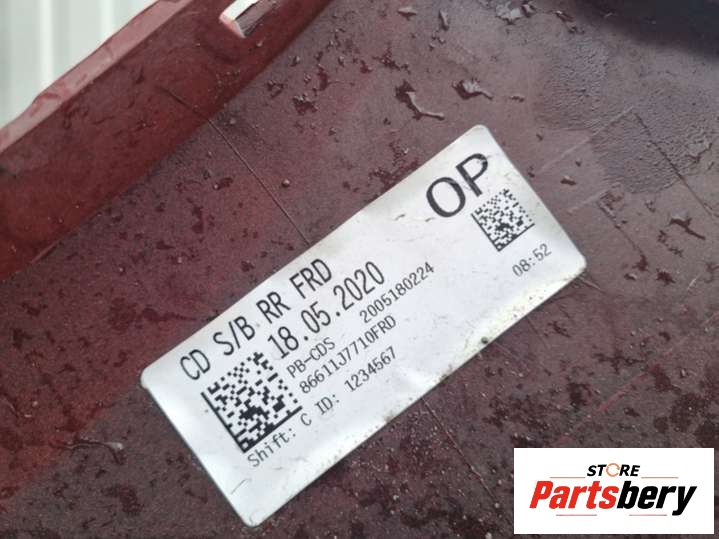 CD S/B RR FRD
OP
18.05.2020
PB-CDS 2005180224
86611J7710FRD
08:52
Shift: C ID: 1234567
STORE
Partsbery